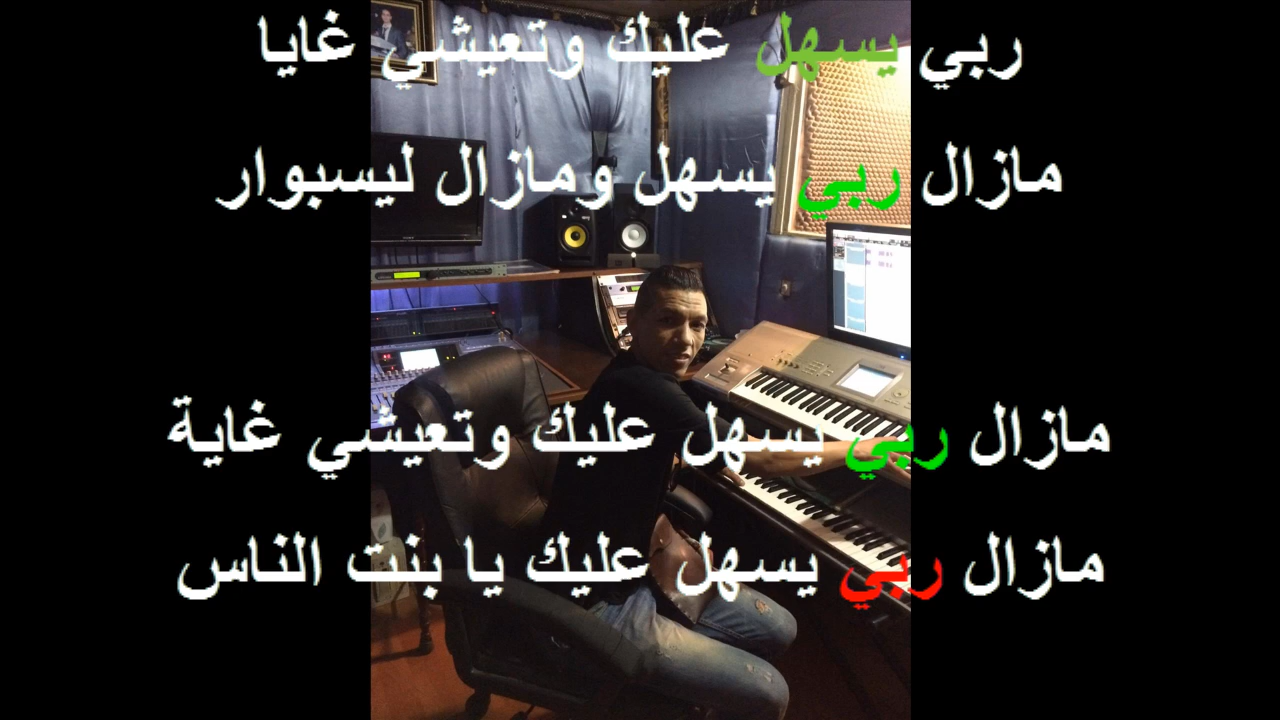 ربي يسهل عليك وتعيشي غايا
مازال ربي يسهل ومازال ليسبوار
مازال ربي يسهل عليك وتعيشي غاية
مازال ربي يسهل عليك يا بنت الناس